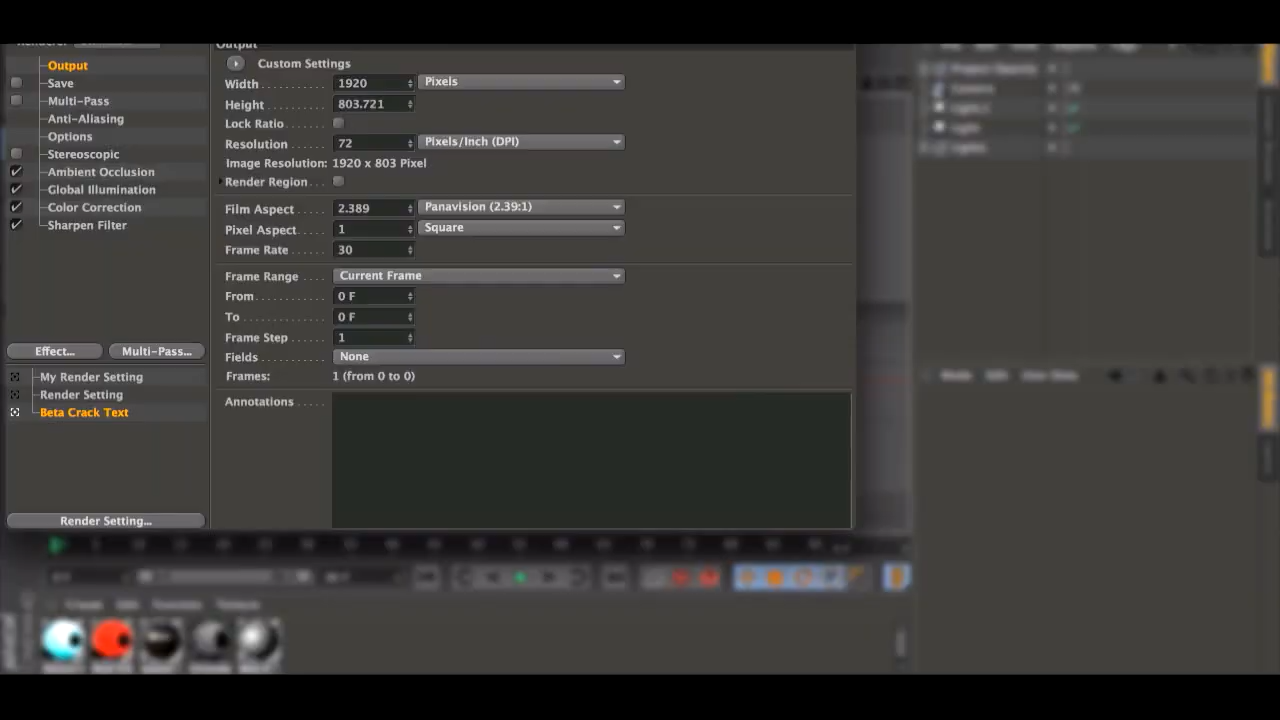 Output
Output
Custom Settings
Save
Width 1920 Pixels
Multi-Pass
Height 803.721
Anti-Aliasing
Lock Ratio
Options
Resolution 72 Pixels/Inch (DPI)
Stereoscopic
Image Resolution: 1920 x 803 Pixel
Ambient Occlusion
Render Region
Global Illumination
Color Correction
Film Aspect 2.389 Panavision (2.39:1)
Sharpen Filter
Pixel Aspect 1 Square
Frame Rate 30
Frame Range Current Frame
From 0 F
To 0 F
Frame Step 1
Effect... Multi-Pass...
Fields None
My Render Setting
Frames: 1 (from 0 to 0)
Render Setting
Annotations
Beta Crack Text
Render Setting...